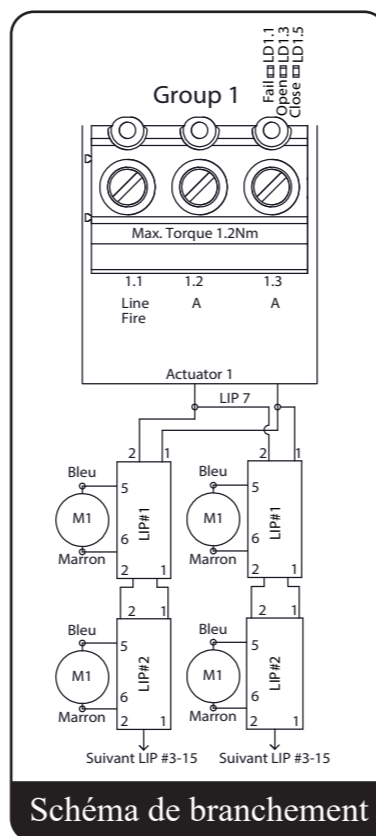 Fail LD1.1
Open LD1.3
Close LD1.5
Group 1
Max. Torque 1.2Nm
1.1 1.2 1.3
Line A A
Fire
Actuator 1
LIP 7
2 1 2 1
Bleu 5 Bleu 5
M1 LIP#1 M1 LIP#1
6 6
Marron 2 1 Marron 2 1
2 1 2 1
Bleu 5 Bleu 5
M1 LIP#2 M1 LIP#2
6 6
Marron 2 1 Marron 2 1
Suivant LIP #3-15 Suivant LIP #3-15
Schéma de branchement